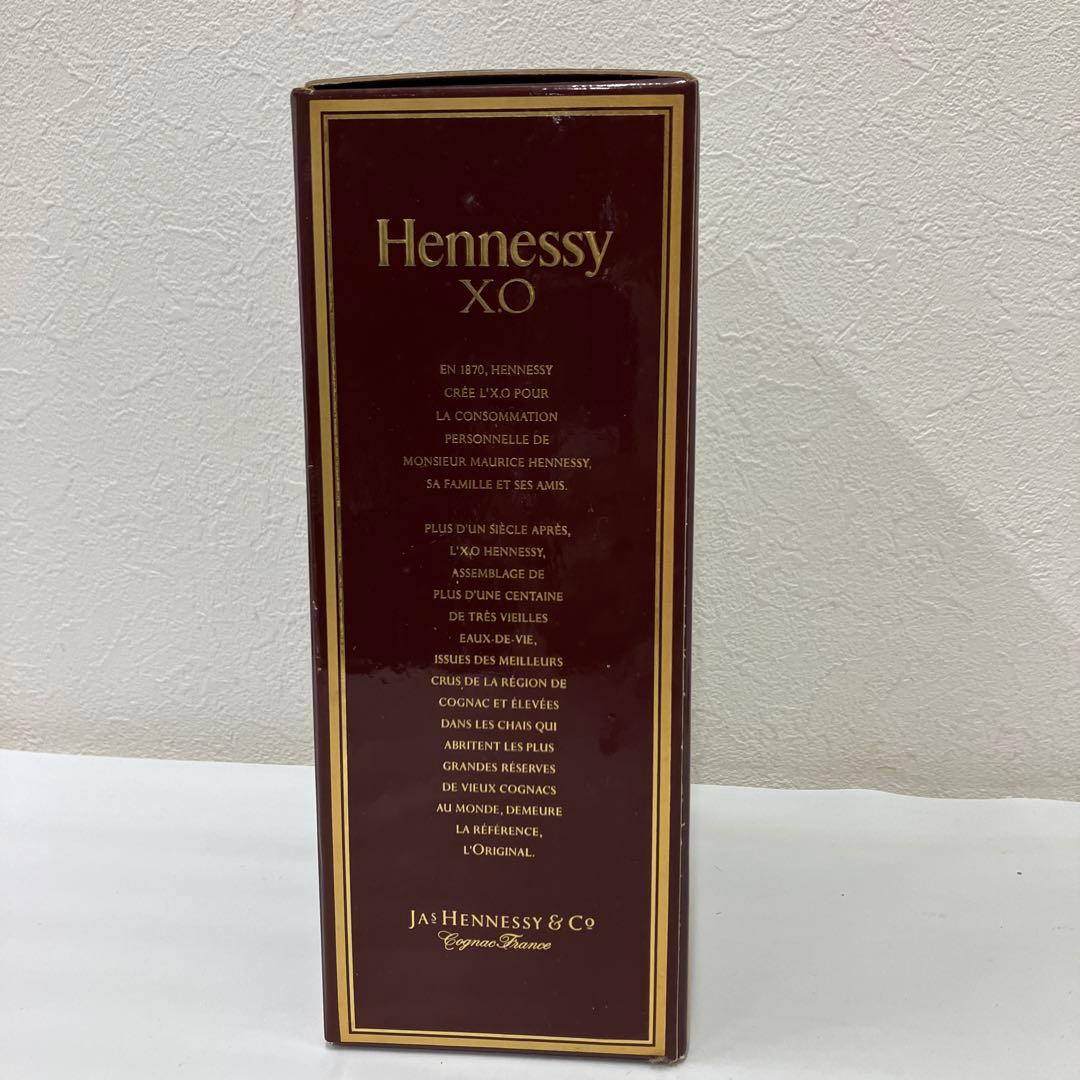 Hennessy
X.O
EN 1870, HENNESSY
CRÉE L'X.O POUR
LA CONSOMMATION
PERSONNELLE DE
MONSIEUR MAURICE HENNESSY,
SA FAMILLE ET SES AMIS.
PLUS D'UN SIÈCLE APRÈS,
L'X.O HENNESSY,
ASSEMBLAGE DE
PLUS D'UNE CENTAINE
DE TRÈS VIEILLES
EAUX-DE-VIE,
ISSUES DES MEILLEURS
CRUS DE LA RÉGION DE
COGNAC ET ÉLEVÉES
DANS LES CHAIS QUI
ABRITENT LES PLUS
GRANDES RÉSERVES
DE VIEUX COGNACS
AU MONDE, DEMEURE
LA RÉFÉRENCE,
L'ORIGINAL.
JAS HENNESSY & CO
Cognac France